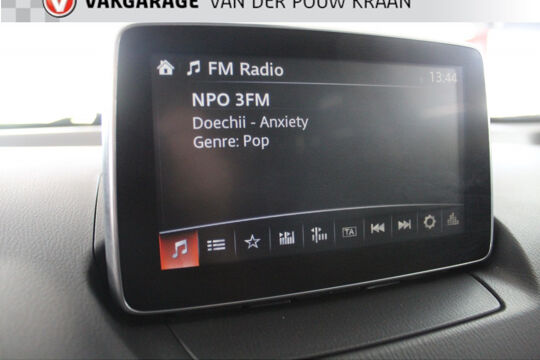 VAKGARAGE VAN DER POUW KRAAN
FM Radio
13:44
NPO 3FM
Doechii - Anxiety
Genre: Pop
TA